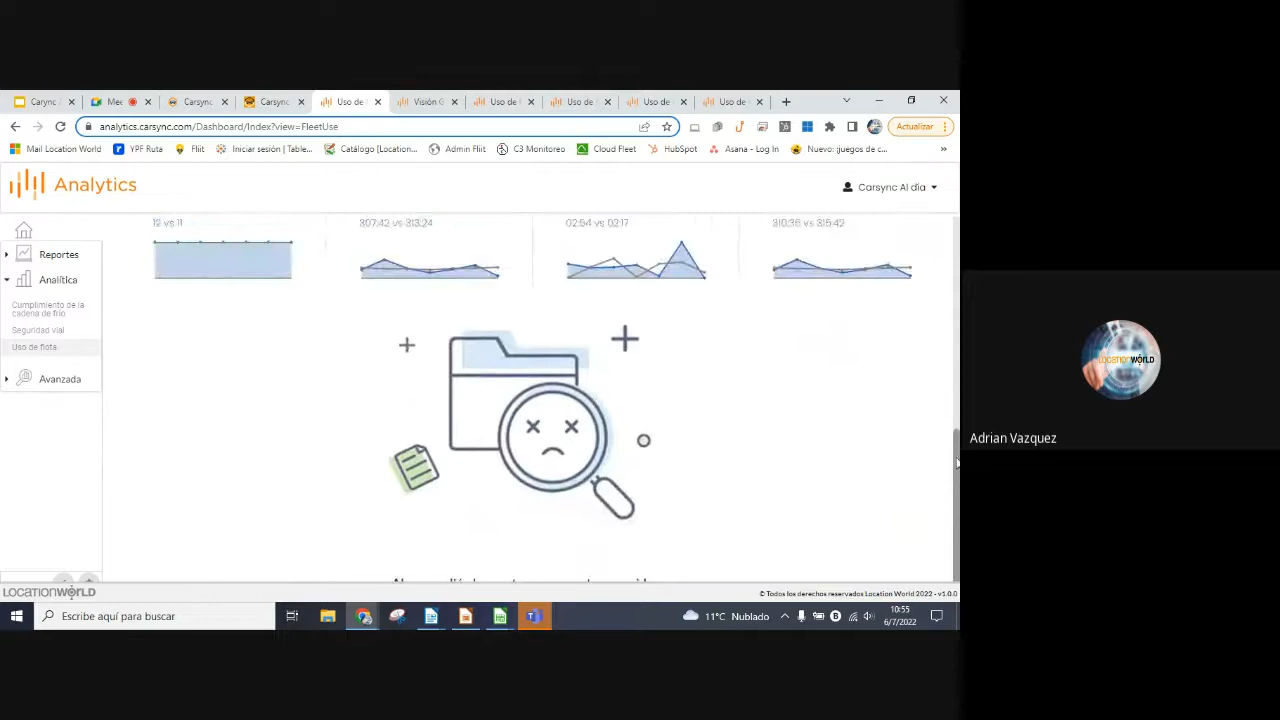 Carync
Mee
Carsync
Carsync
Uso de
Visión G
Uso de F
Uso de
Uso de
Uso de
analytics.carsync.com/Dashboard/Index?view=FleetUse
Actualizar
Mail Location World
YPF Ruta
Fliit
Iniciar sesión | Table...
Catálogo [Location...
Admin Fliit
C3 Monitoreo
Cloud Fleet
HubSpot
Asana - Log In
Nuevo: ¡juegos de c...
Analytics
Carsync Al día
12 vs 11
307:42 vs 313:24
02:54 vs 02:17
310:36 vs 315:42
Reportes
Analítica
Cumplimiento de la
cadena de frío
Seguridad vial
Uso de flota
Avanzada
LOCATIONWORLD
Adrian Vazquez
LOCATIONWORLD
© Todos los derechos reservados Location World 2022 - v1.0.0
Escribe aquí para buscar
11°C Nublado
10:55
6/7/2022